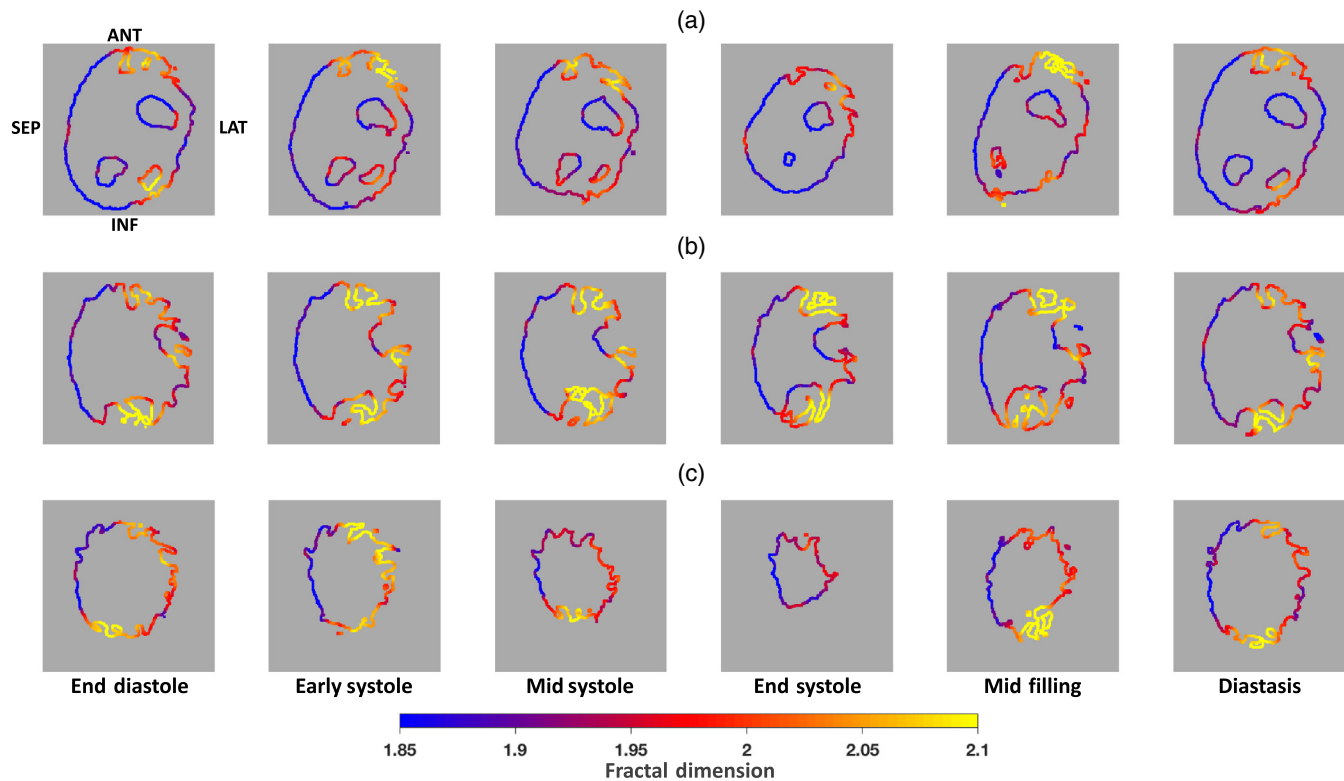 (a)
ANT
SEP
LAT
INF
(b)
(c)
End diastole Early systole Mid systole End systole Mid filling Diastasis
1.85 1.9 1.95 2 2.05 2.1
Fractal dimension